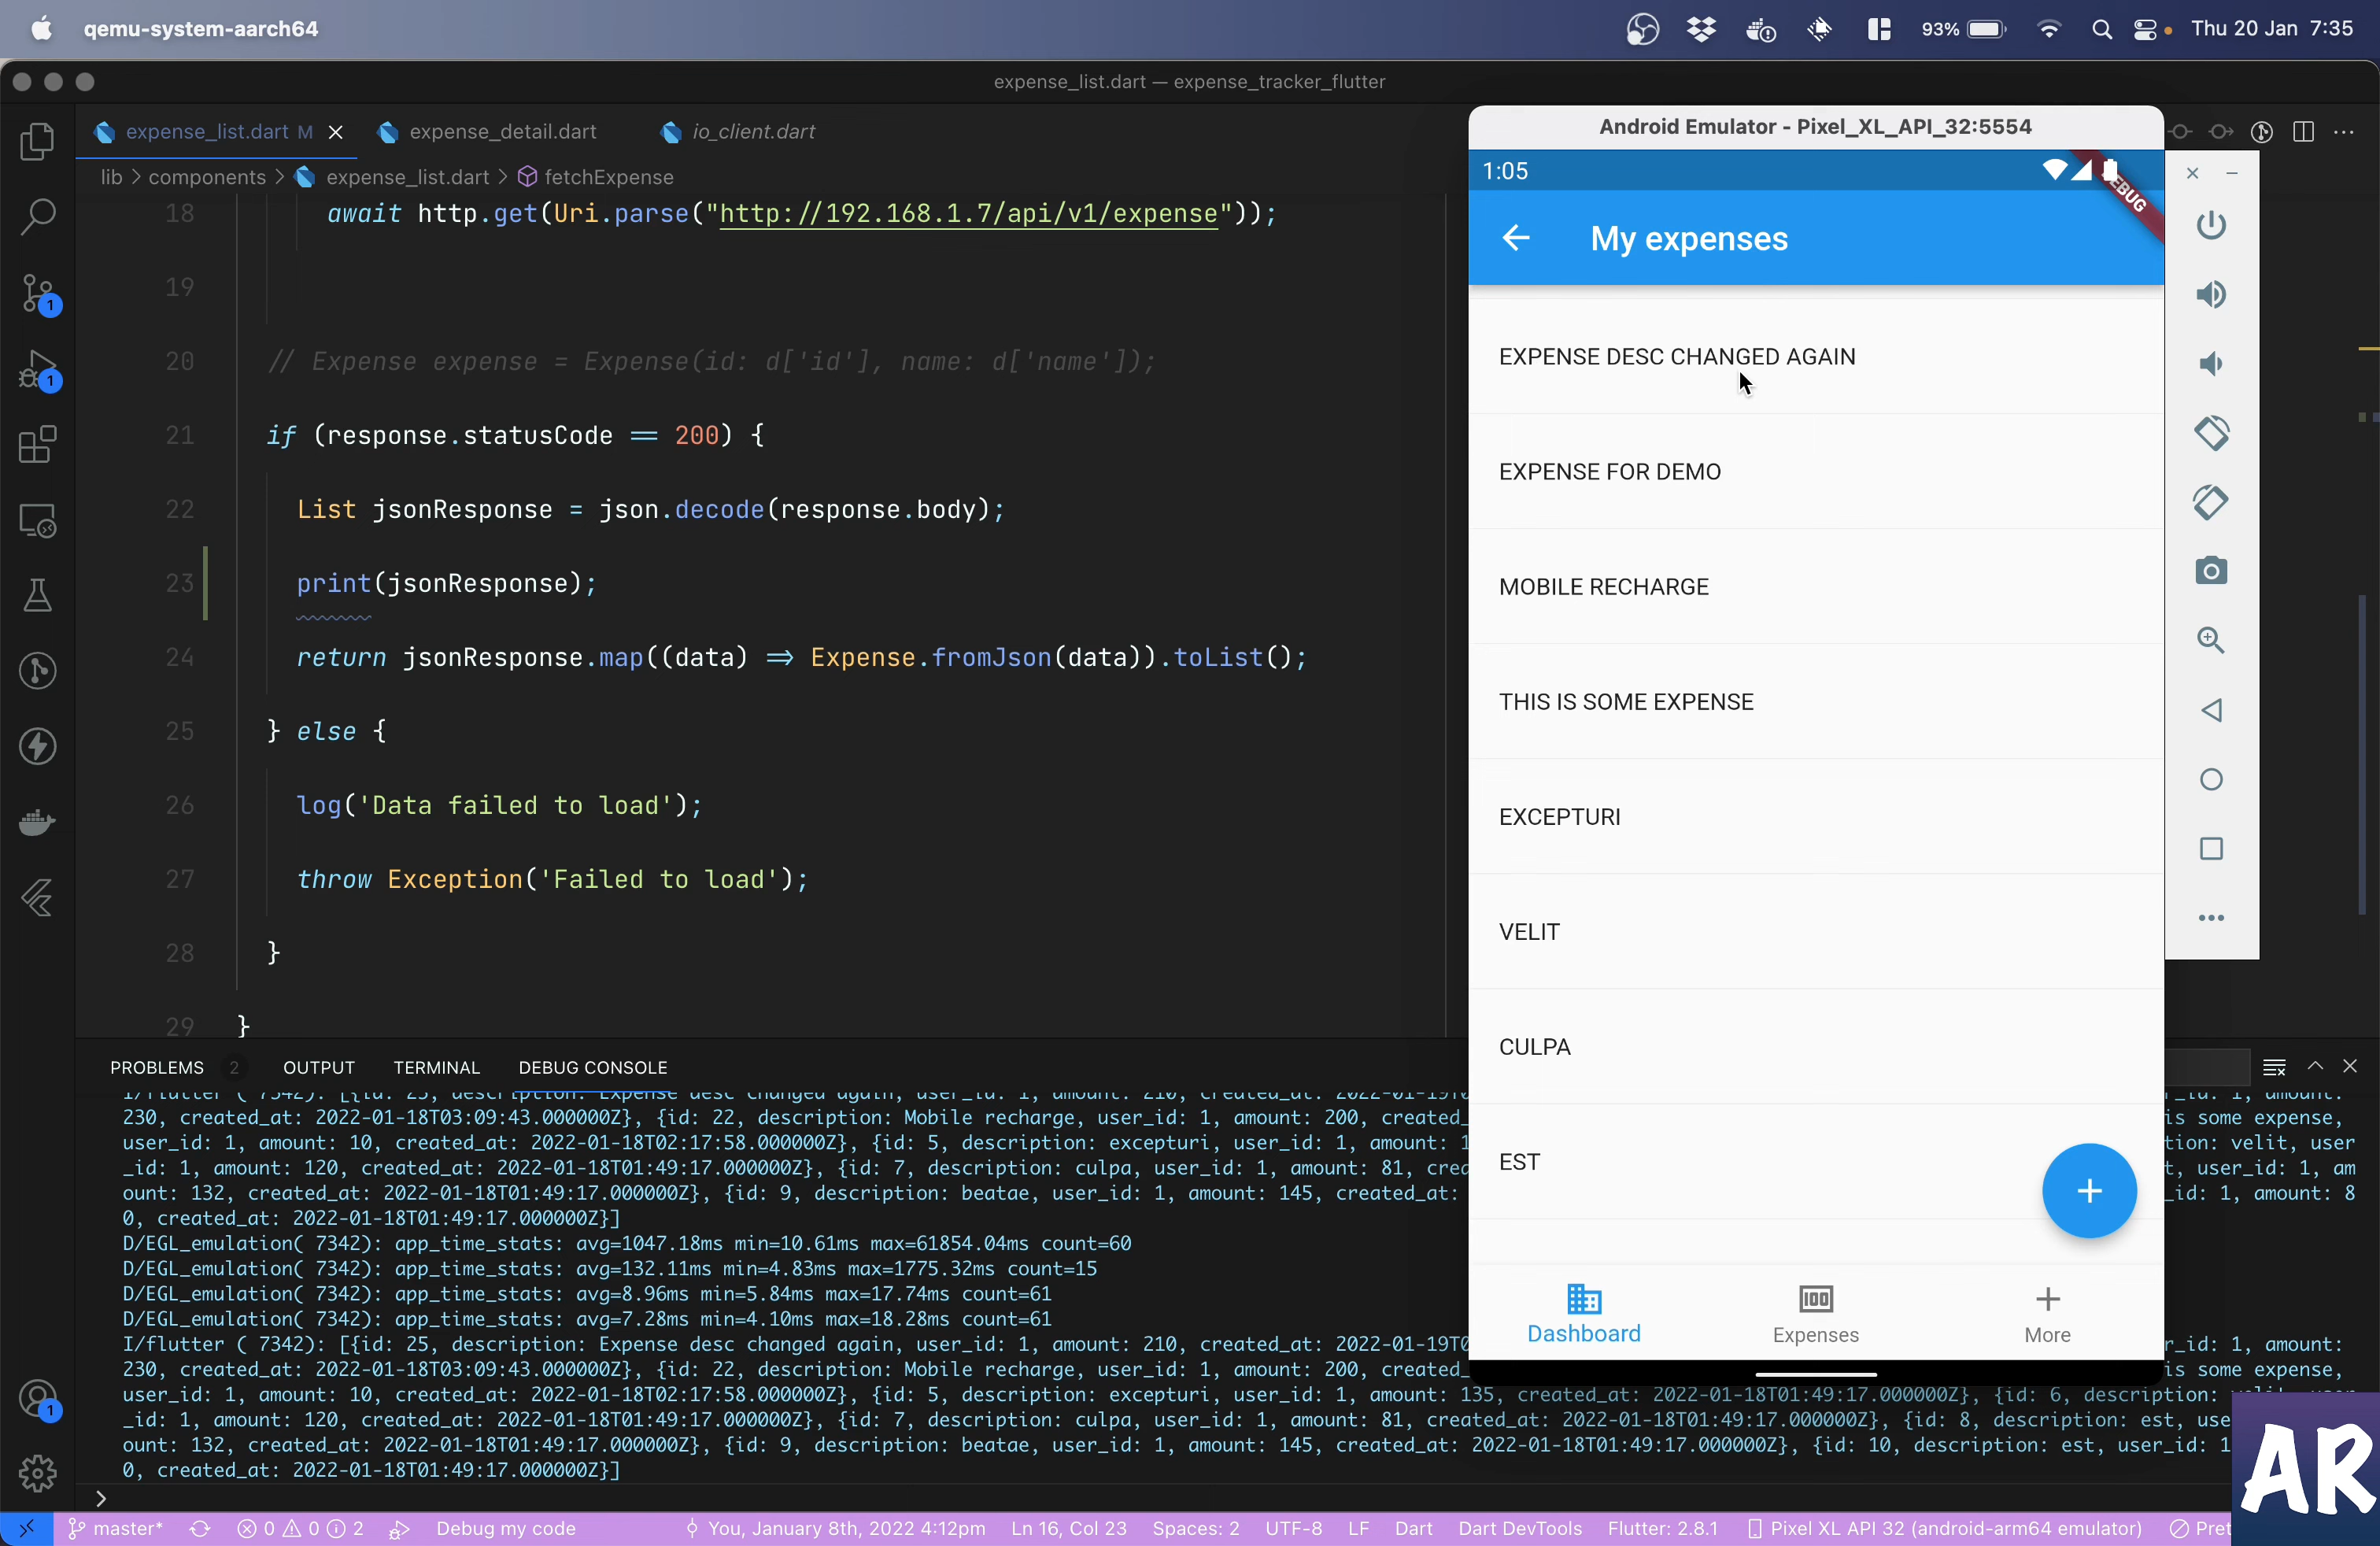 qemu-system-aarch64
93%
Thu 20 Jan 7:35
expense_list.dart — expense_tracker_flutter
expense_list.dart M
expense_detail.dart
io_client.dart
lib > components > expense_list.dart > fetchExpense
18 await http.get(Uri.parse("http://192.168.1.7/api/v1/expense"));
19
20 // Expense expense = Expense(id: d['id'], name: d['name']);
21 if (response.statusCode == 200) {
22 List jsonResponse = json.decode(response.body);
23 print(jsonResponse);
24 return jsonResponse.map((data) => Expense.fromJson(data)).toList();
25 } else {
26 log('Data failed to load');
27 throw Exception('Failed to load');
28 }
29 }
Android Emulator - Pixel_XL_API_32:5554
1:05
My expenses
EXPENSE DESC CHANGED AGAIN
EXPENSE FOR DEMO
MOBILE RECHARGE
THIS IS SOME EXPENSE
EXCEPTURI
VELIT
CULPA
EST
Dashboard
Expenses
More
PROBLEMS 2 OUTPUT TERMINAL DEBUG CONSOLE
230, created_at: 2022-01-18T03:09:43.000000Z}, {id: 22, description: Mobile recharge, user_id: 1, amount: 200, created_ is some expense,
user_id: 1, amount: 10, created_at: 2022-01-18T02:17:58.000000Z}, {id: 5, description: excepturi, user_id: 1, amount: 1 tion: velit, user
_id: 1, amount: 120, created_at: 2022-01-18T01:49:17.000000Z}, {id: 7, description: culpa, user_id: 1, amount: 81, crea t, user_id: 1, am
ount: 132, created_at: 2022-01-18T01:49:17.000000Z}, {id: 9, description: beatae, user_id: 1, amount: 145, created_at: _id: 1, amount: 8
0, created_at: 2022-01-18T01:49:17.000000Z}]
D/EGL_emulation( 7342): app_time_stats: avg=1047.18ms min=10.61ms max=61854.04ms count=60
D/EGL_emulation( 7342): app_time_stats: avg=132.11ms min=4.83ms max=1775.32ms count=15
D/EGL_emulation( 7342): app_time_stats: avg=8.96ms min=5.84ms max=17.74ms count=61
D/EGL_emulation( 7342): app_time_stats: avg=7.28ms min=4.10ms max=18.28ms count=61
I/flutter ( 7342): [{id: 25, description: Expense desc changed again, user_id: 1, amount: 210, created_at: 2022-01-19T0 r_id: 1, amount:
230, created_at: 2022-01-18T03:09:43.000000Z}, {id: 22, description: Mobile recharge, user_id: 1, amount: 200, created_ is some expense,
user_id: 1, amount: 10, created_at: 2022-01-18T02:17:58.000000Z}, {id: 5, description: excepturi, user_id: 1, amount: 135, created_at: 2022-01-18T01:49:17.000000Z}, {id: 6, description:
_id: 1, amount: 120, created_at: 2022-01-18T01:49:17.000000Z}, {id: 7, description: culpa, user_id: 1, amount: 81, created_at: 2022-01-18T01:49:17.000000Z}, {id: 8, description: est, use
ount: 132, created_at: 2022-01-18T01:49:17.000000Z}, {id: 9, description: beatae, user_id: 1, amount: 145, created_at: 2022-01-18T01:49:17.000000Z}, {id: 10, description: est, user_id: 1
0, created_at: 2022-01-18T01:49:17.000000Z}]
AR
master* 0 0 2 Debug my code You, January 8th, 2022 4:12pm Ln 16, Col 23 Spaces: 2 UTF-8 LF Dart Dart DevTools Flutter: 2.8.1 Pixel XL API 32 (android-arm64 emulator) Pret